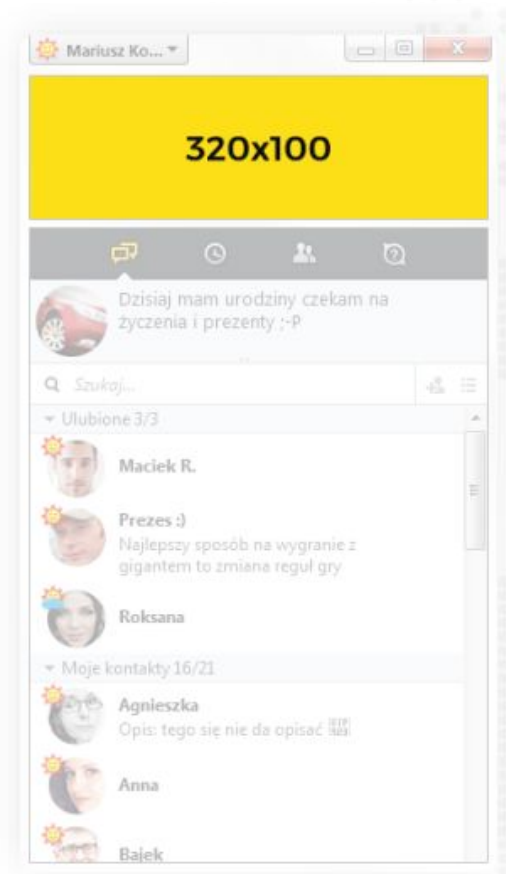 Mariusz Ko...
320x100
Dzisiaj mam urodziny czekam na
życzenia i prezenty ;-P
Szukaj...
Ulubione 3/3
Maciek R.
Prezes :)
Najlepszy sposób na wygranie z
gigantem to zmiana reguł gry
Roksana
Moje kontakty 16/21
Agnieszka
Opis: tego się nie da opisać
Anna
Bajek